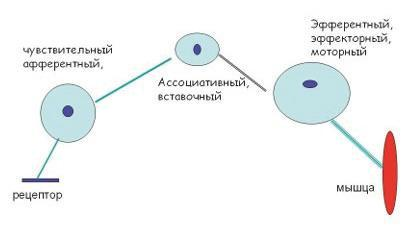 чувствительный
афферентный,
Ассоциативный,
вставочный
Эфферентный,
эффекторный,
моторный
рецептор
мышца